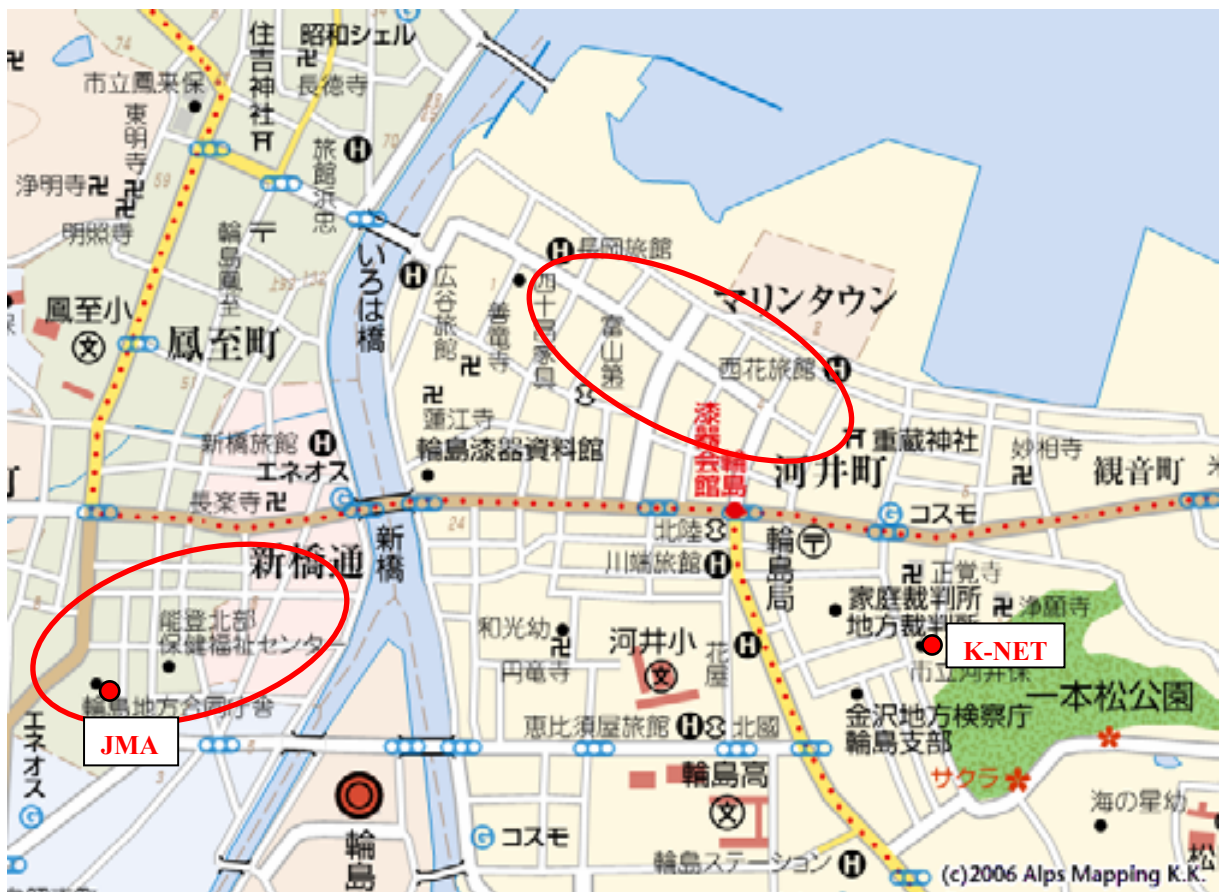 昭和シェル
住吉神社
長徳寺
市立鳳来保
東明寺
旅館浜忠
浄明寺
明照寺
輪島鳳至
いろは橋
広谷旅館
長岡旅館
善竜寺
富山第
マリンタウン
鳳至小
文
鳳至町
西花旅館
蓮江寺
漆器会館
輪島
重蔵神社
妙相寺
新橋旅館
エネオス
輪島漆器資料館
河井町
観音町
長楽寺
コスモ
新橋
北陸
新橋通
川端旅館
輪島局
正覚寺
家庭裁判所
浄願寺
地方裁判所
能登北部
保健福祉センター
和光幼
円竜寺
河井小
文
花屋
K-NET
市立河井保
一本松公園
輪島地方合同庁舎
JMA
エネオス
恵比須屋旅館
北國
金沢地方検察庁
輪島支部
輪島高
文
サクラ
海の星幼
輪島
コスモ
輪島ステーション
松
(c)2006 Alps Mapping K.K.